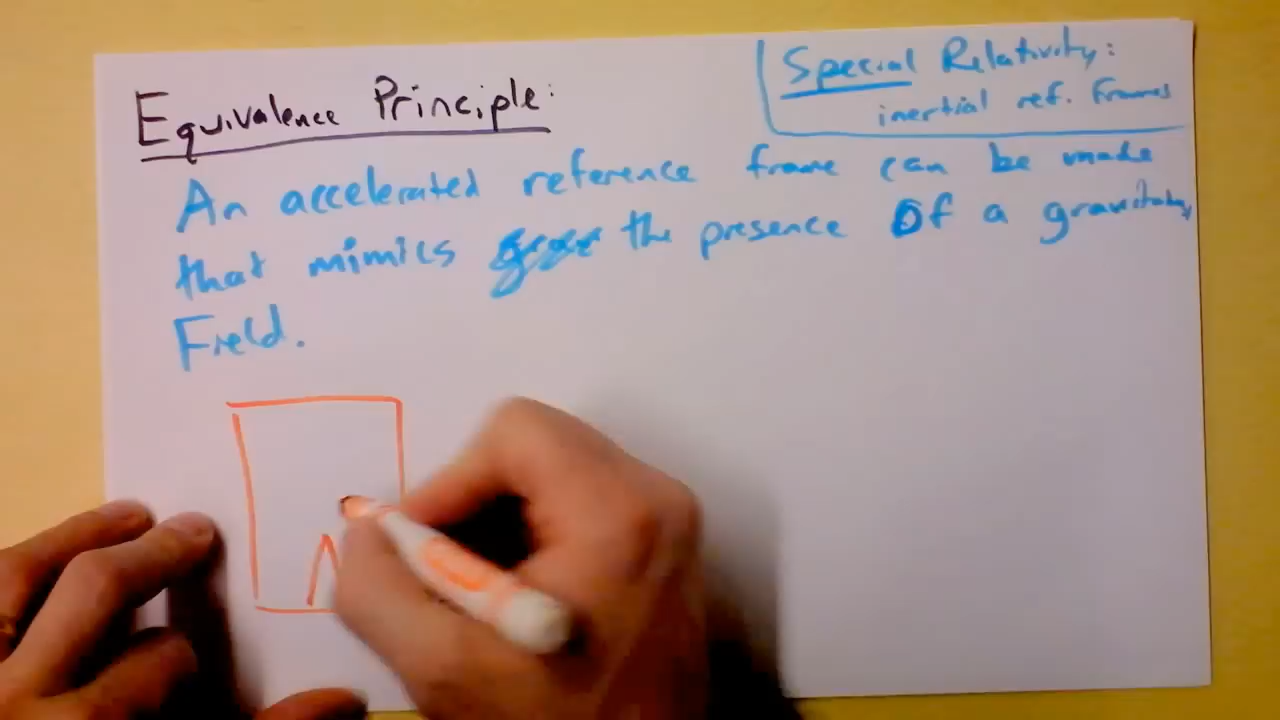 Special Relativity:
inertial ref. Frames
Equivalence Principle:
An accelerated reference frame can be made
that mimics the presence of a gravitational
Field.